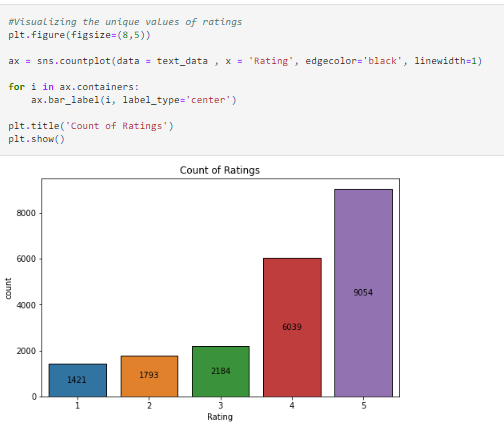 #Visualizing the unique values of ratings
plt.figure(figsize=(8,5))
ax = sns.countplot(data = text_data , x = 'Rating', edgecolor='black', linewidth=1)
for i in ax.containers:
    ax.bar_label(i, label_type='center')
plt.title('Count of Ratings')
plt.show()
Count of Ratings
8000
6000
4000
2000
0
count
1421
1793
2184
6039
9054
1 2 3 4 5
Rating